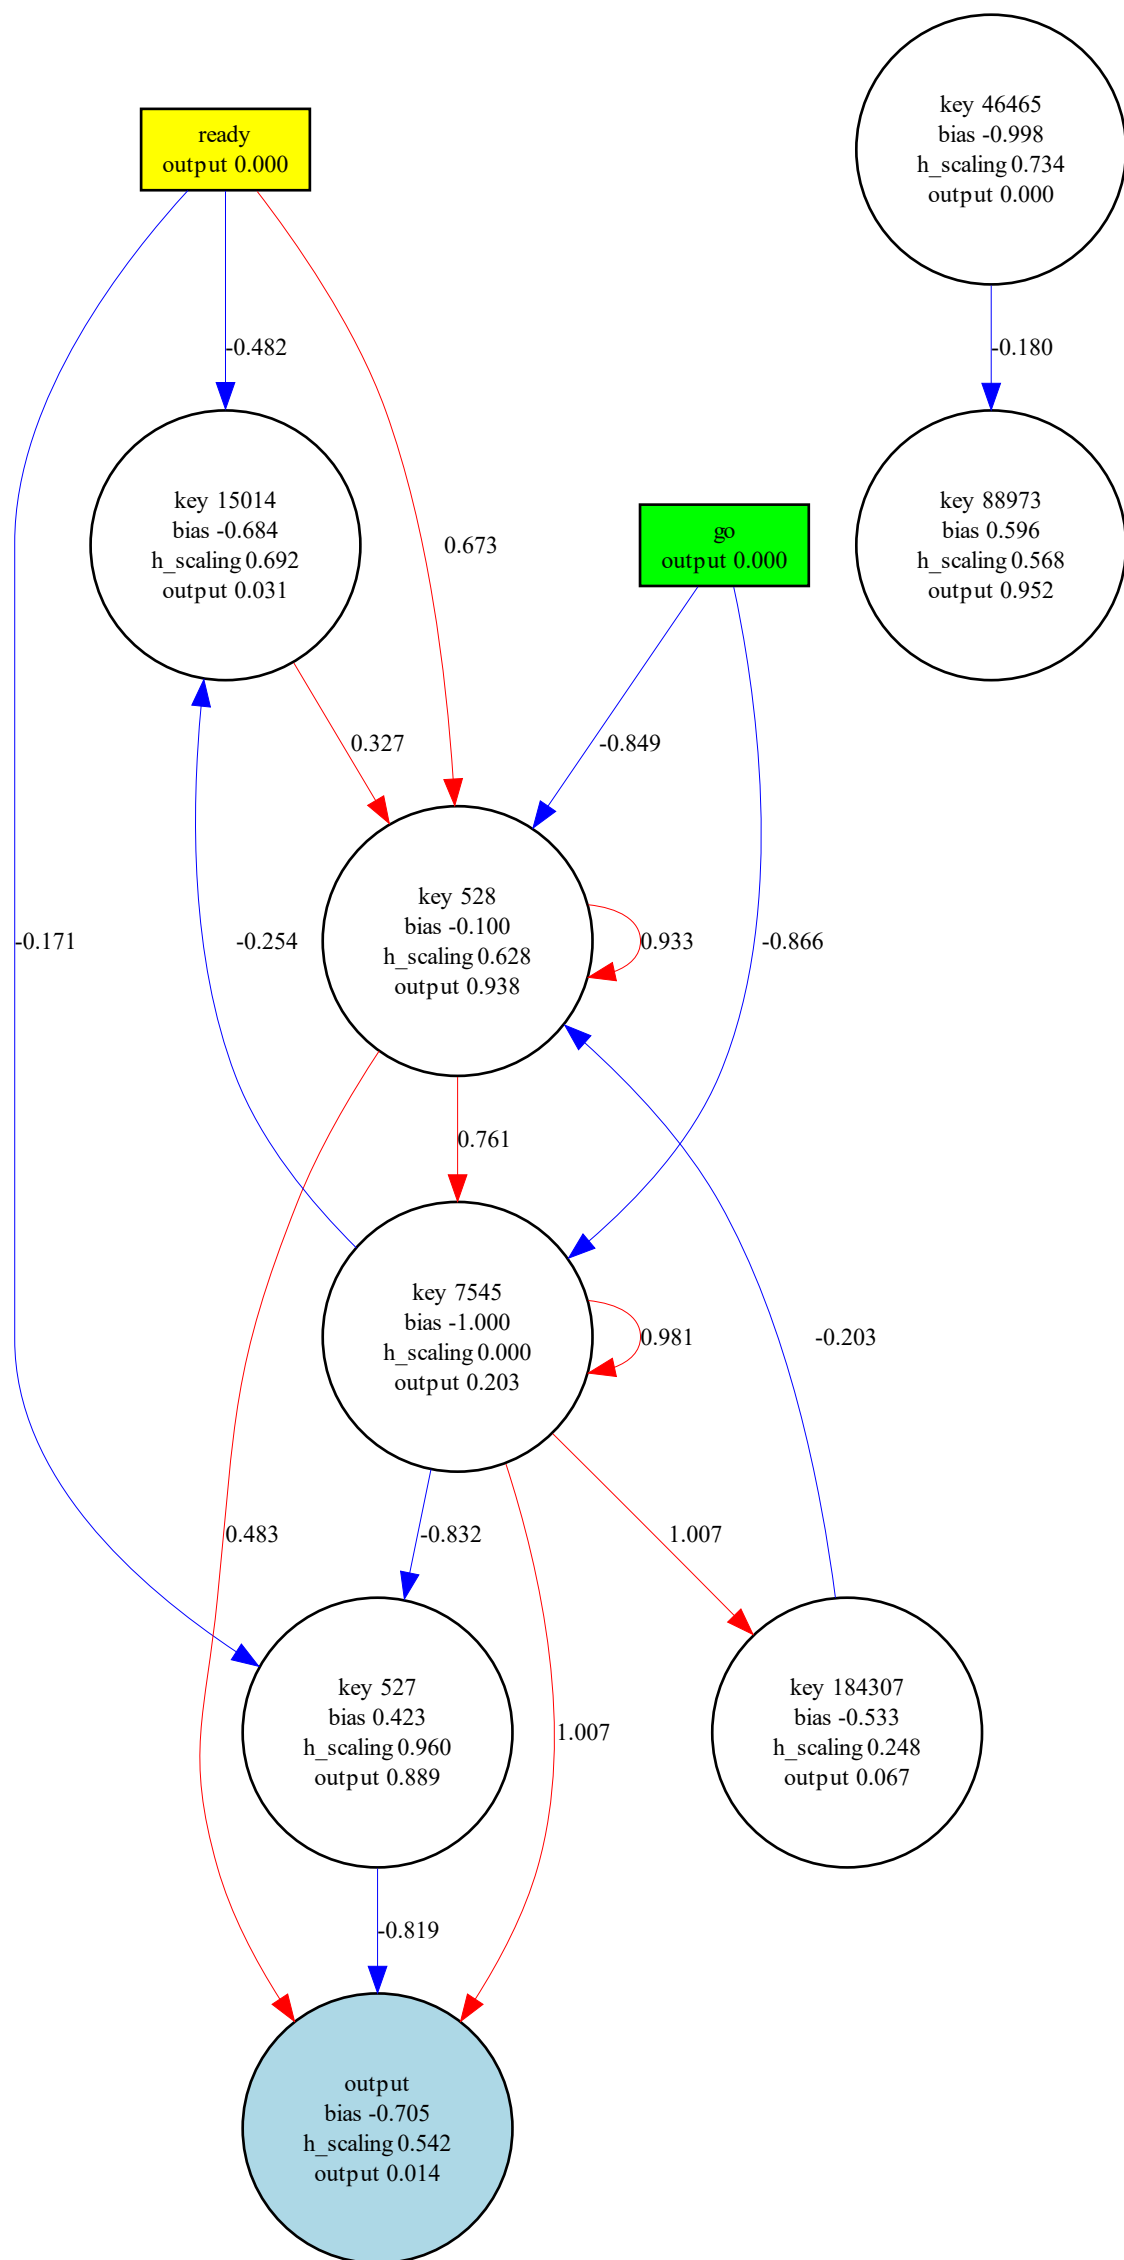 key 46465
bias -0.998
h_scaling 0.734
output 0.000
ready
output 0.000
-0.482
-0.180
key 15014
bias -0.684
h_scaling 0.692
output 0.031
0.673
go
output 0.000
key 88973
bias 0.596
h_scaling 0.568
output 0.952
0.327
-0.849
-0.171
-0.254
key 528
bias -0.100
h_scaling 0.628
output 0.938
0.933
-0.866
0.761
key 7545
bias -1.000
h_scaling 0.000
output 0.203
0.981
-0.203
0.483
-0.832
1.007
key 527
bias 0.423
h_scaling 0.960
output 0.889
1.007
key 184307
bias -0.533
h_scaling 0.248
output 0.067
-0.819
output
bias -0.705
h_scaling 0.542
output 0.014